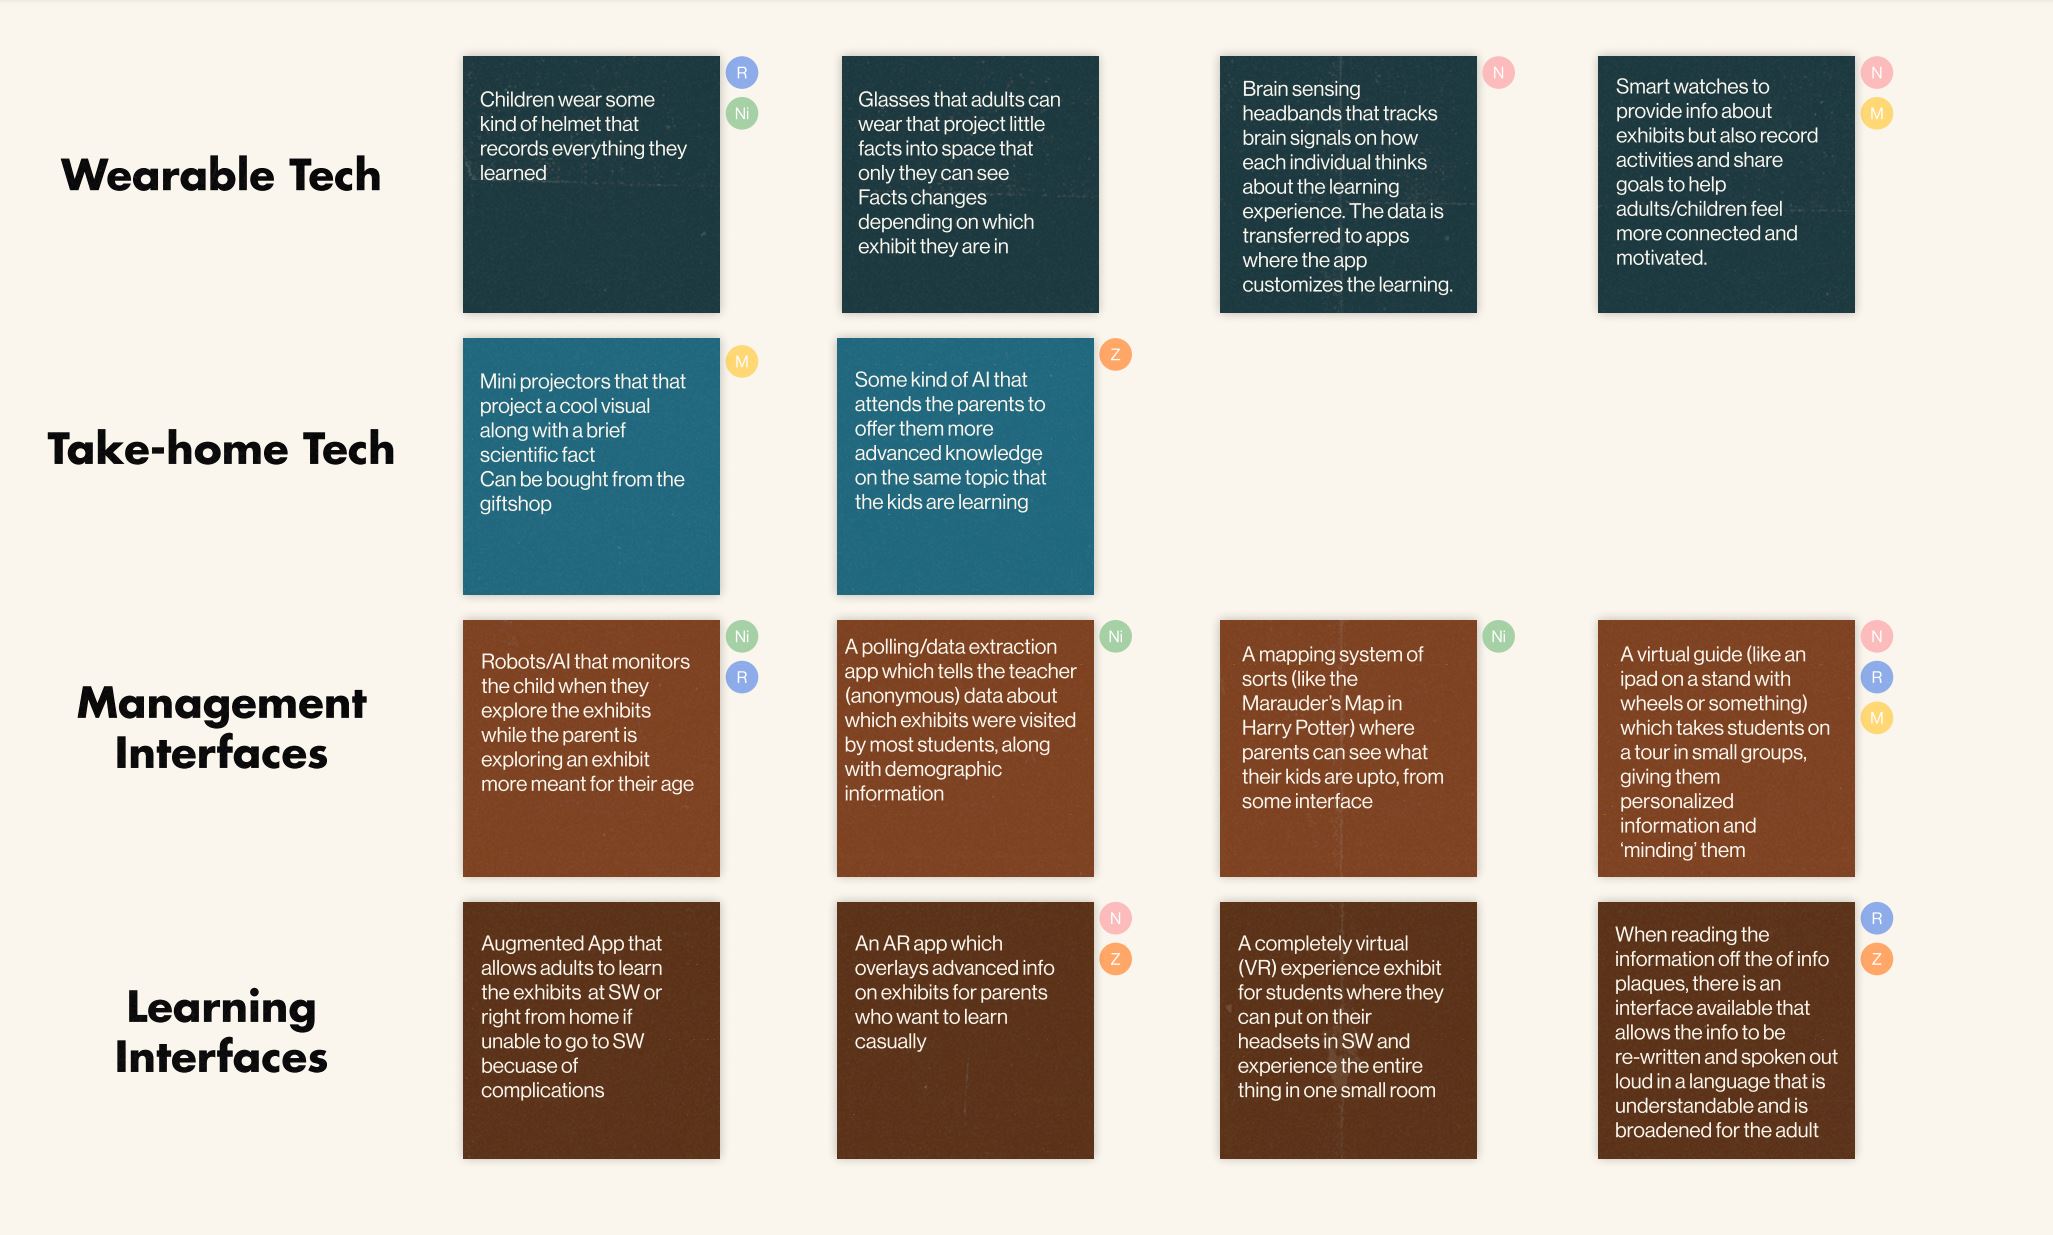 Wearable Tech
Children wear some
kind of helmet that
records everything they
learned
R
Ni
Glasses that adults can
wear that project little
facts into space that
only they can see
Facts changes
depending on which
exhibit they are in
Brain sensing
headbands that tracks
brain signals on how
each individual thinks
about the learning
experience. The data is
transferred to apps
where the app
customizes the learning.
N
Smart watches to
provide info about
exhibits but also record
activities and share
goals to help
adults/children feel
more connected and
motivated.
N
M
Take-home Tech
Mini projectors that that
project a cool visual
along with a brief
scientific fact
Can be bought from the
giftshop
M
Some kind of AI that
attends the parents to
offer them more
advanced knowledge
on the same topic that
the kids are learning
Z
Management
Interfaces
Robots/AI that monitors
the child when they
explore the exhibits
while the parent is
exploring an exhibit
more meant for their age
Ni
R
A polling/data extraction
app which tells the teacher
(anonymous) data about
which exhibits were visited
by most students, along
with demographic
information
Ni
A mapping system of
sorts (like the
Marauder's Map in
Harry Potter) where
parents can see what
their kids are upto, from
some interface
Ni
A virtual guide (like an
ipad on a stand with
wheels or something)
which takes students on
a tour in small groups,
giving them
personalized
information and
‘minding’ them
N
R
M
Learning
Interfaces
Augmented App that
allows adults to learn
the exhibits at SW or
right from home if
unable to go to SW
becuase of
complications
An AR app which
overlays advanced info
on exhibits for parents
who want to learn
casually
N
Z
A completely virtual
(VR) experience exhibit
for students where they
can put on their
headsets in SW and
experience the entire
thing in one small room
When reading the
information off the of info
plaques, there is an
interface available that
allows the info to be
re-written and spoken out
loud in a language that is
understandable and is
broadened for the adult
R
Z